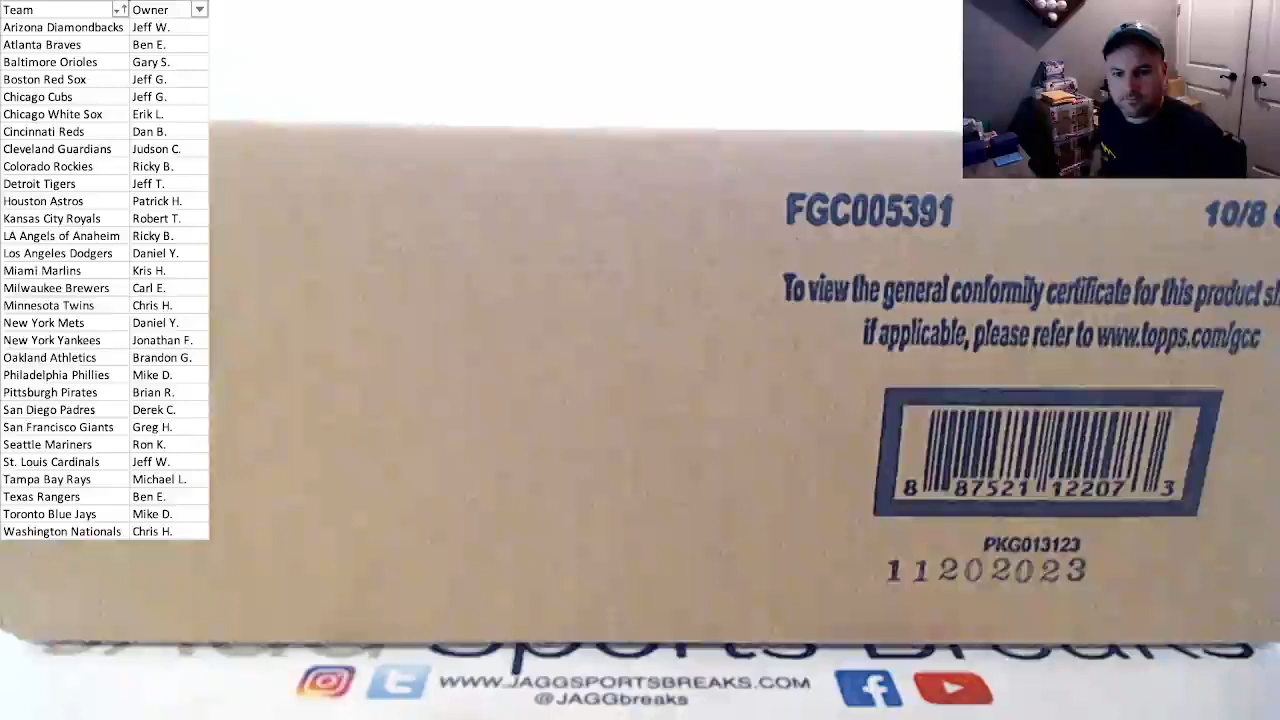 Team Owner
Arizona Diamondbacks Jeff W.
Atlanta Braves Ben E.
Baltimore Orioles Gary S.
Boston Red Sox Jeff G.
Chicago Cubs Jeff G.
Chicago White Sox Erik L.
Cincinnati Reds Dan B.
Cleveland Guardians Judson C.
Colorado Rockies Ricky B.
Detroit Tigers Jeff T.
Houston Astros Patrick H.
Kansas City Royals Robert T.
LA Angels of Anaheim Ricky B.
Los Angeles Dodgers Daniel Y.
Miami Marlins Kris H.
Milwaukee Brewers Carl E.
Minnesota Twins Chris H.
New York Mets Daniel Y.
New York Yankees Jonathan F.
Oakland Athletics Brandon G.
Philadelphia Phillies Mike D.
Pittsburgh Pirates Brian R.
San Diego Padres Derek C.
San Francisco Giants Greg H.
Seattle Mariners Ron K.
St. Louis Cardinals Jeff W.
Tampa Bay Rays Michael L.
Texas Rangers Ben E.
Toronto Blue Jays Mike D.
Washington Nationals Chris H.
FGC005391 10/8
To view the general conformity certificate for this product
if applicable, please refer to www.topps.com/gcc
8 87521 12207 3
PKG013123
11202023
Sports Breaks
WWW.JAGGSPORTSBREAKS.COM
@JAGGbreaks